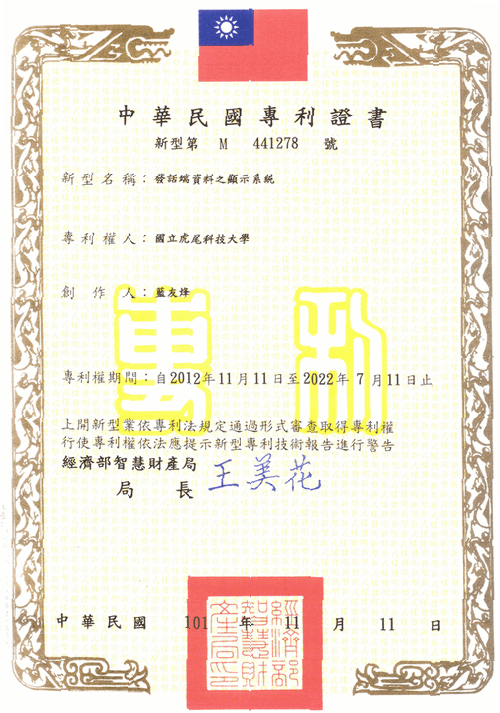 中華民國專利證書
新型第 M 441278 號
新型名稱：發話端資料之顯示系統
專利權人：國立虎尾科技大學
創作人：藍友烽
專利
專利權期間：自2012年11月11日至2022年7月11日止
上開新型業依專利法規定通過形式審查取得專利權
行使專利權依法應提示新型專利技術報告進行警告
經濟部智慧財產局
局長 王美花
中華民國 101 年 11 月 11 日
經濟部智慧財產局印